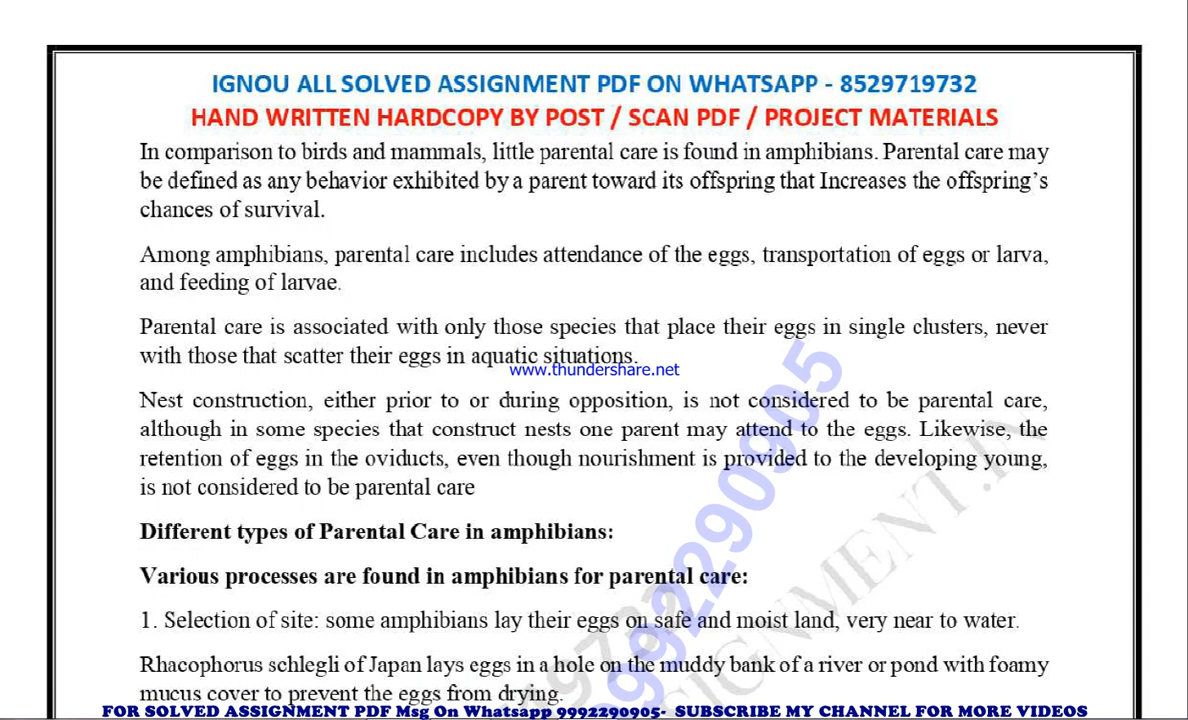 IGNOU ALL SOLVED ASSIGNMENT PDF ON WHATSAPP - 8529719732
HAND WRITTEN HARDCOPY BY POST / SCAN PDF / PROJECT MATERIALS
In comparison to birds and mammals, little parental care is found in amphibians. Parental care may
be defined as any behavior exhibited by a parent toward its offspring that Increases the offspring’s
chances of survival.
Among amphibians, parental care includes attendance of the eggs, transportation of eggs or larva,
and feeding of larvae.
Parental care is associated with only those species that place their eggs in single clusters, never
with those that scatter their eggs in aquatic situations.
www.thundershare.net
Nest construction, either prior to or during opposition, is not considered to be parental care,
although in some species that construct nests one parent may attend to the eggs. Likewise, the
retention of eggs in the oviducts, even though nourishment is provided to the developing young,
is not considered to be parental care
Different types of Parental Care in amphibians:
Various processes are found in amphibians for parental care:
1. Selection of site: some amphibians lay their eggs on safe and moist land, very near to water.
Rhacophorus schlegli of Japan lays eggs in a hole on the muddy bank of a river or pond with foamy
mucus cover to prevent the eggs from drying.
FOR SOLVED ASSIGNMENT PDF Msg On Whatsapp 9992290905- SUBSCRIBE MY CHANNEL FOR MORE VIDEOS